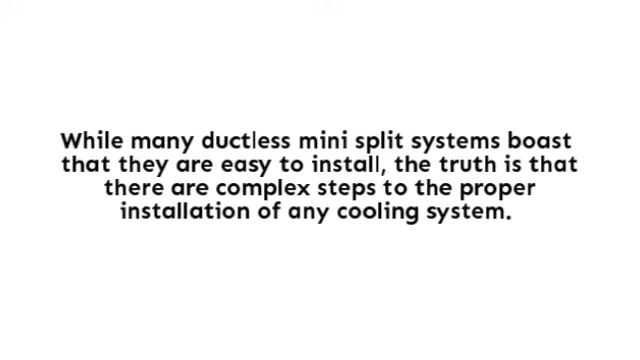 While many ductless mini split systems boast
that they are easy to install, the truth is that
there are complex steps to the proper
installation of any cooling system.